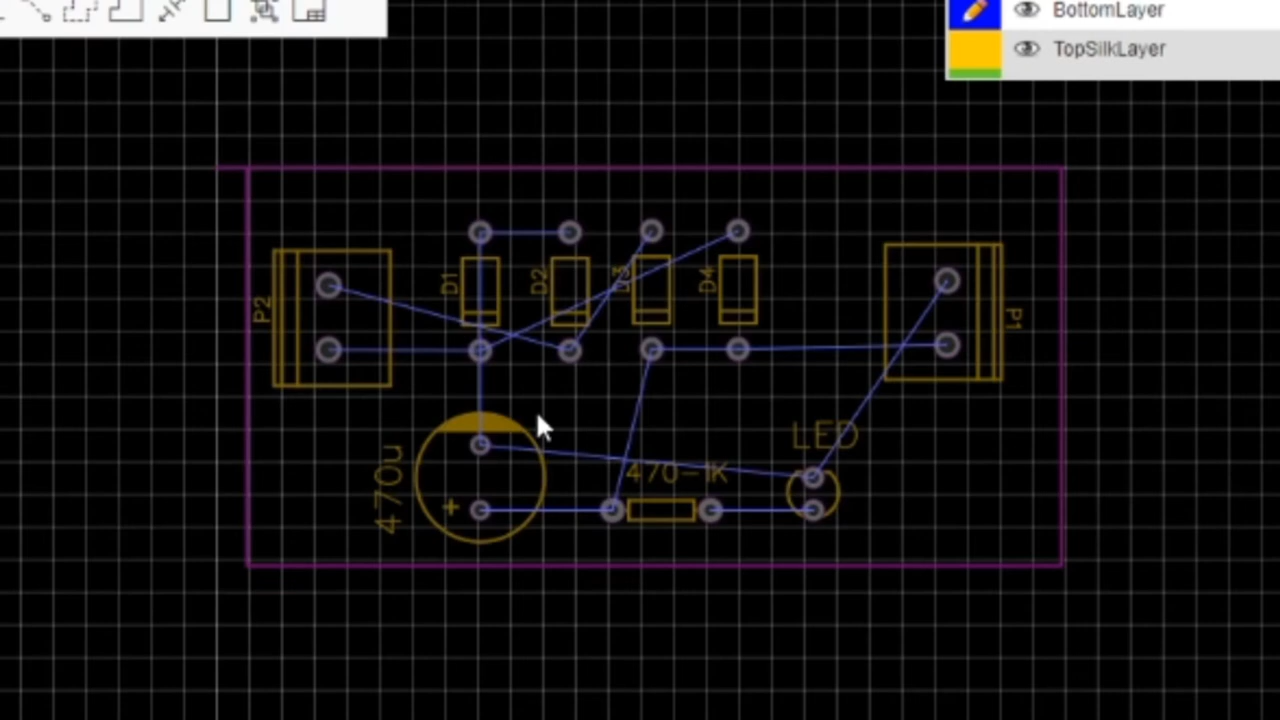 BottomLayer
TopSilkLayer
D1
D2
D3
D4
P2
P1
LED
470u
+
470-1K